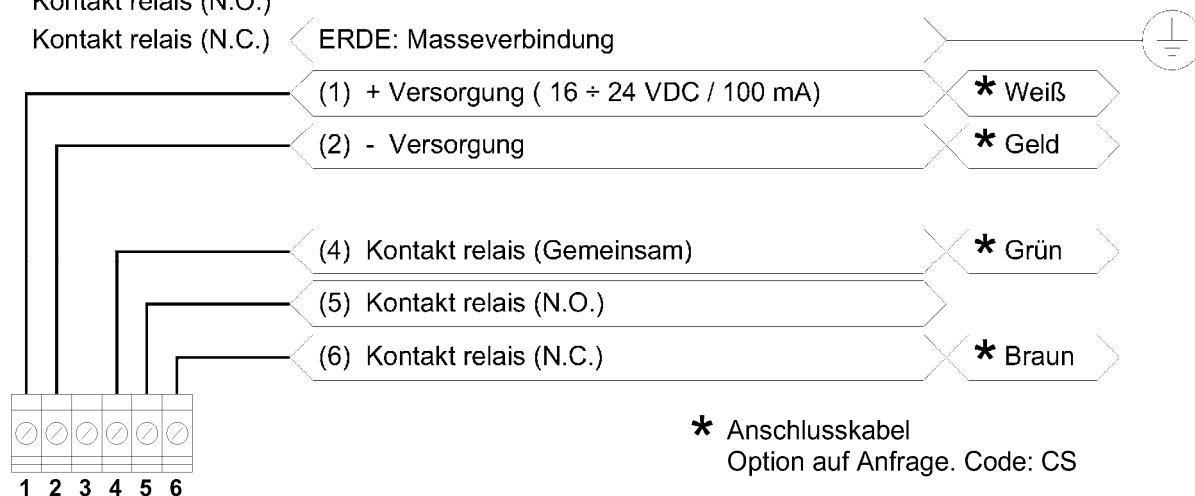 Kontakt relais (N.O.)
Kontakt relais (N.C.)
ERDE: Masseverbindung
(1) + Versorgung ( 16 ÷ 24 VDC / 100 mA)
* Weiß
(2) - Versorgung
* Geld
(4) Kontakt relais (Gemeinsam)
* Grün
(5) Kontakt relais (N.O.)
(6) Kontakt relais (N.C.)
* Braun
* Anschlusskabel
Option auf Anfrage. Code: CS
1 2 3 4 5 6